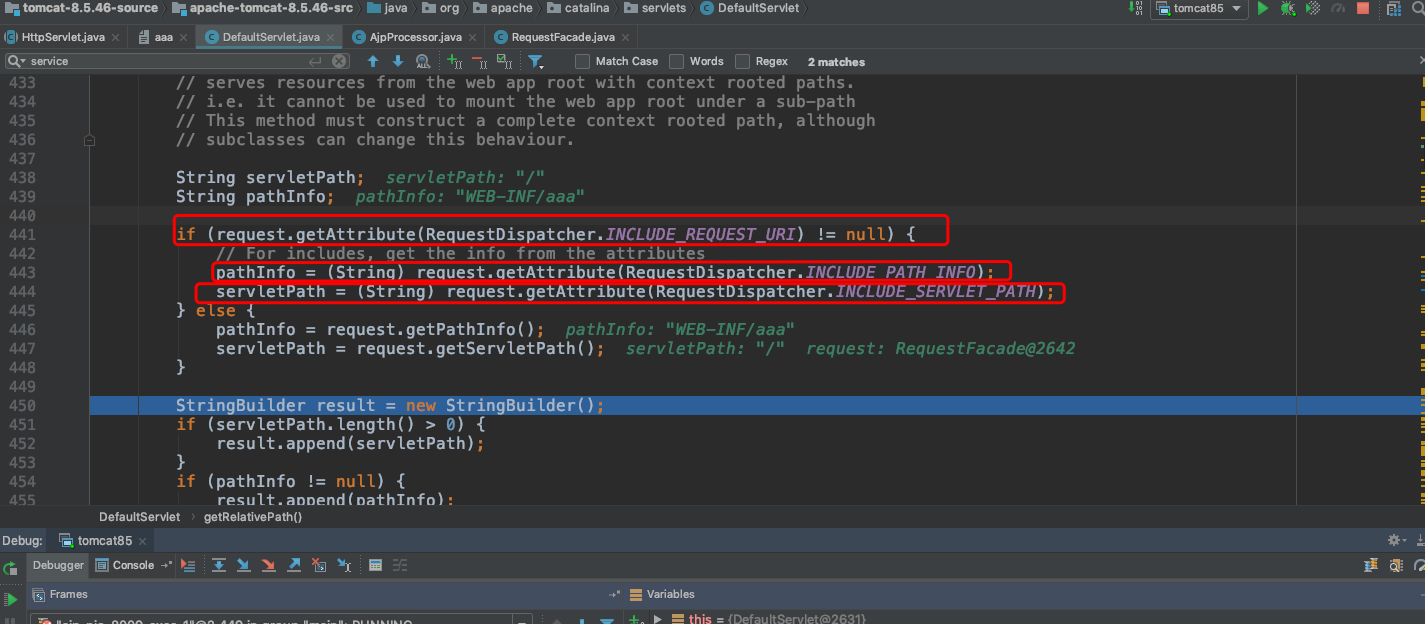 tomcat-8.5.46-source › apache-tomcat-8.5.46-src › java › org › apache › catalina › servlets › DefaultServlet tomcat85
HttpServlet.java aaa DefaultServlet.java AjpProcessor.java RequestFacade.java
service Match Case Words Regex 2 matches
433 // serves resources from the web app root with context rooted paths.
434 // i.e. it cannot be used to mount the web app root under a sub-path
435 // This method must construct a complete context rooted path, although
436 // subclasses can change this behaviour.
437
438 String servletPath; servletPath: "/"
439 String pathInfo; pathInfo: "WEB-INF/aaa"
440
441 if (request.getAttribute(RequestDispatcher.INCLUDE_REQUEST_URI) != null) {
442 // For includes, get the info from the attributes
443 pathInfo = (String) request.getAttribute(RequestDispatcher.INCLUDE_PATH_INFO);
444 servletPath = (String) request.getAttribute(RequestDispatcher.INCLUDE_SERVLET_PATH);
445 } else {
446 pathInfo = request.getPathInfo(); pathInfo: "WEB-INF/aaa"
447 servletPath = request.getServletPath(); servletPath: "/" request: RequestFacade@2642
448 }
449
450 StringBuilder result = new StringBuilder();
451 if (servletPath.length() > 0) {
452 result.append(servletPath);
453 }
454 if (pathInfo != null) {
455 result.append(pathInfo);
DefaultServlet › getRelativePath()
Debug: tomcat85
Debugger Console
Frames Variables
"ajp-nio-8009-exec-1"@2,449 in group "main": RUNNING this = {DefaultServlet@2631}